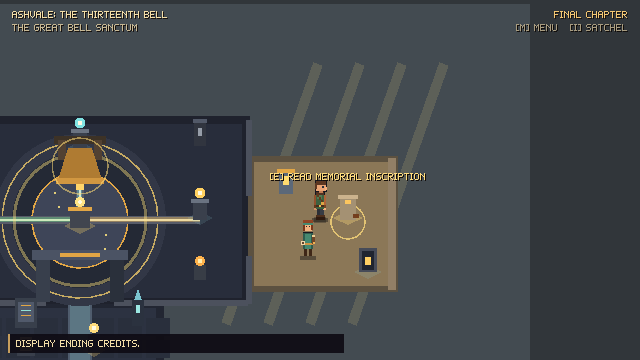 ASHVALE: THE THIRTEENTH BELL
THE GREAT BELL SANCTUM
FINAL CHAPTER
[M] MENU [I] SATCHEL
[E] READ MEMORIAL INSCRIPTION
DISPLAY ENDING CREDITS.